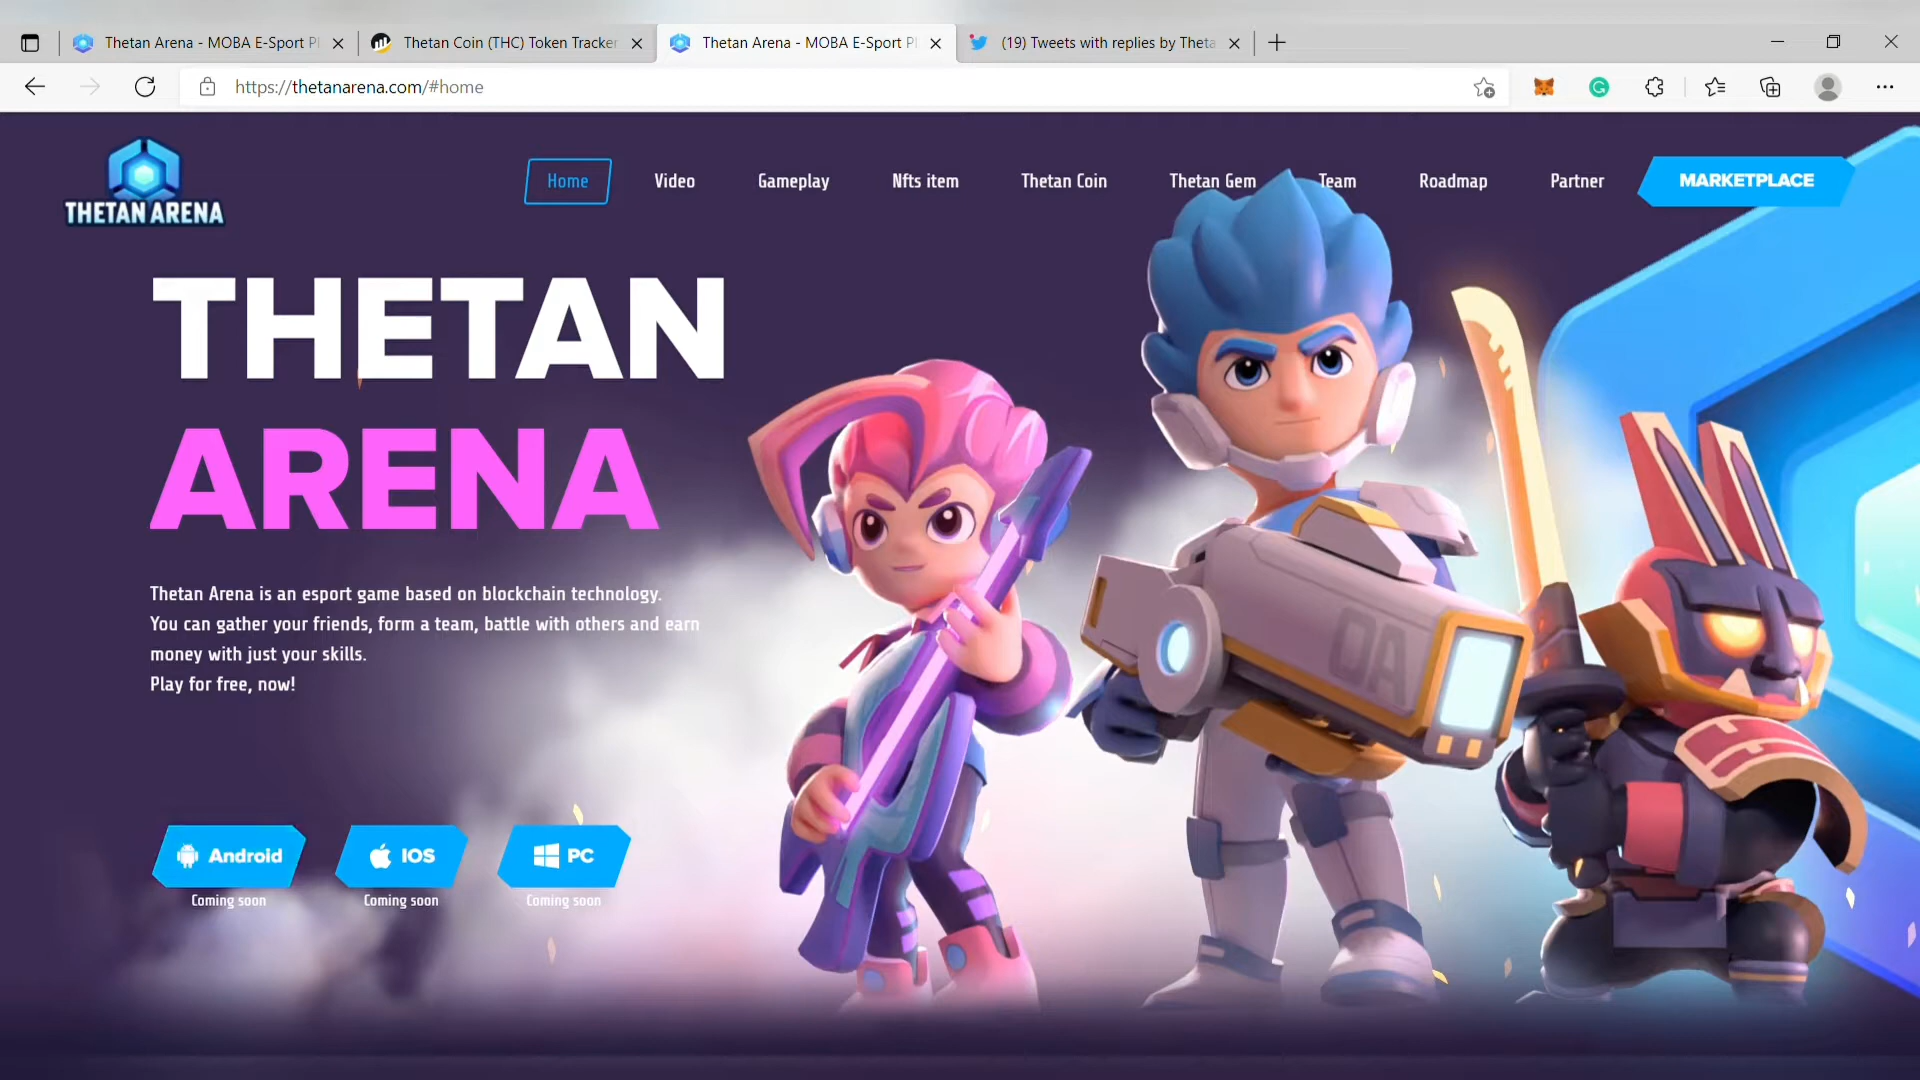 Thetan Arena - MOBA E-Sport Pl
Thetan Coin (THC) Token Tracker
Thetan Arena - MOBA E-Sport Pl
(19) Tweets with replies by Theta
https://thetanarena.com/#home
THETAN ARENA
Home
Video
Gameplay
Nfts item
Thetan Coin
Thetan Gem
Team
Roadmap
Partner
MARKETPLACE
THETAN
ARENA
Thetan Arena is an esport game based on blockchain technology.
You can gather your friends, form a team, battle with others and earn
money with just your skills.
Play for free, now!
OA
Android
IOS
PC
Coming soon
Coming soon
Coming soon